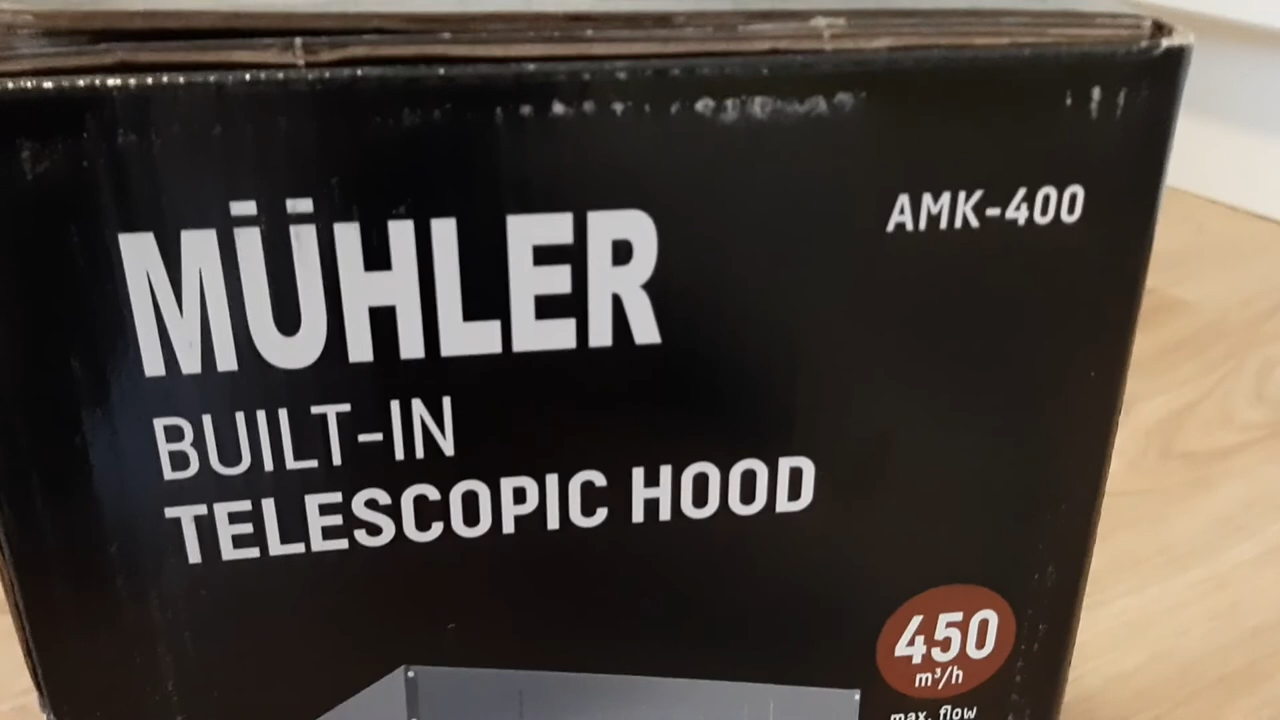 MÜHLER
AMK-400
BUILT-IN
TELESCOPIC HOOD
450
m³/h
max. flow